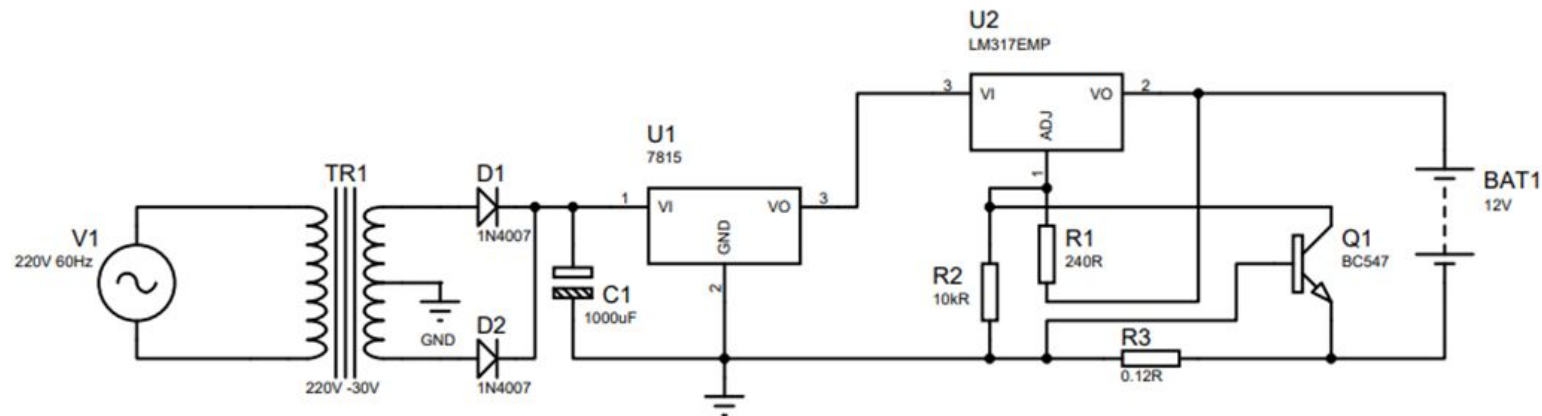 V1
220V 60Hz
TR1
220V -30V
GND
D1
1N4007
D2
1N4007
C1
1000uF
U1
7815
1
VI
VO
3
GND
2
U2
LM317EMP
3
VI
VO
2
ADJ
1
R2
10kR
R1
240R
R3
0.12R
Q1
BC547
BAT1
12V